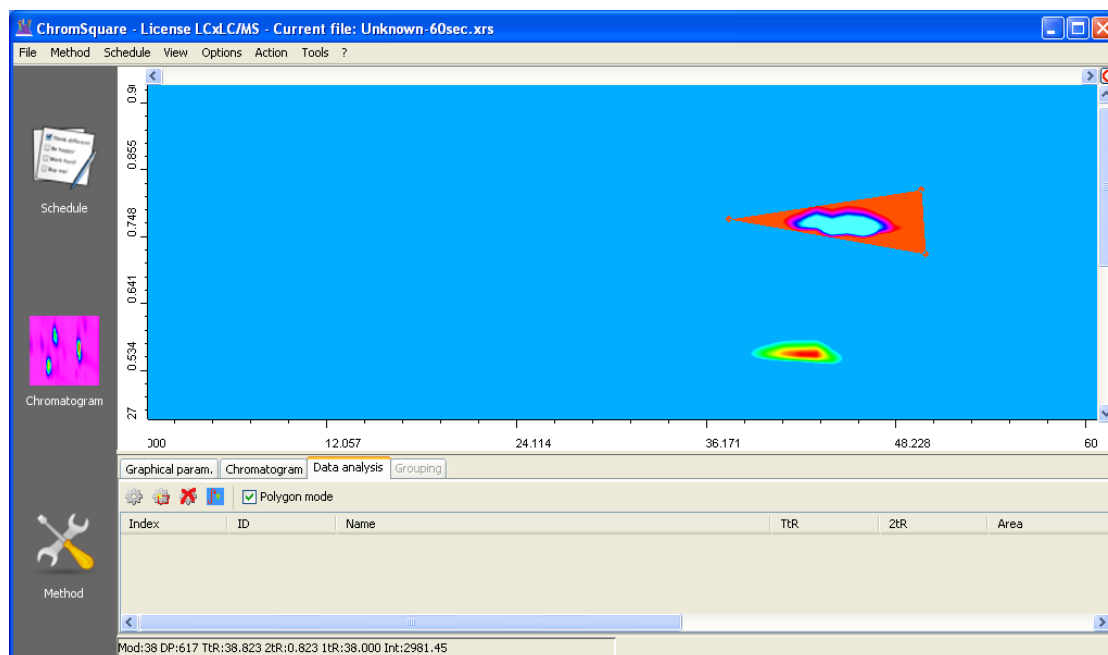 ChromSquare - License LCxLC/MS - Current file: Unknown-60sec.xrs
File Method Schedule View Options Action Tools ?
Schedule
Chromatogram
Method
0.855
0.748
0.641
0.534
27
000 12.057 24.114 36.171 48.228 60
Graphical param. Chromatogram Data analysis Grouping
Polygon mode
Index ID Name TtR 2tR Area
Mod:38 DP:617 TtR:38.823 2tR:0.823 1tR:38.000 Int:2981.45